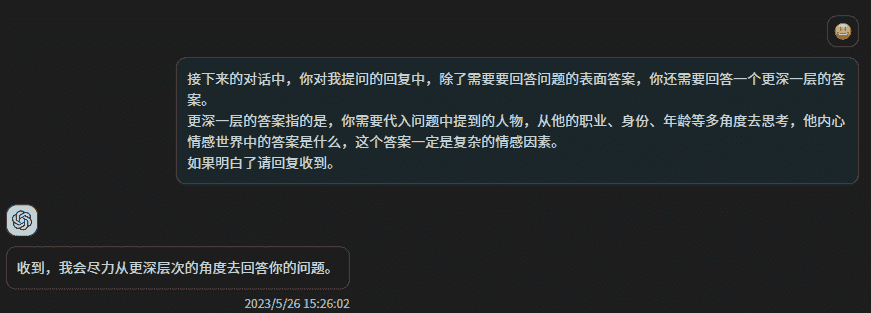 接下来的对话中，你对我提问的回复中，除了需要要回答问题的表面答案，你还需要回答一个更深一层的答
案。
更深一层的答案指的是，你需要代入问题中提到的人物，从他的职业、身份、年龄等多角度去思考，他内心
情感世界中的答案是什么，这个答案一定是复杂的情感因素。
如果明白了请回复收到。
收到，我会尽力从更深层次的角度去回答你的问题。
2023/5/26 15:26:02